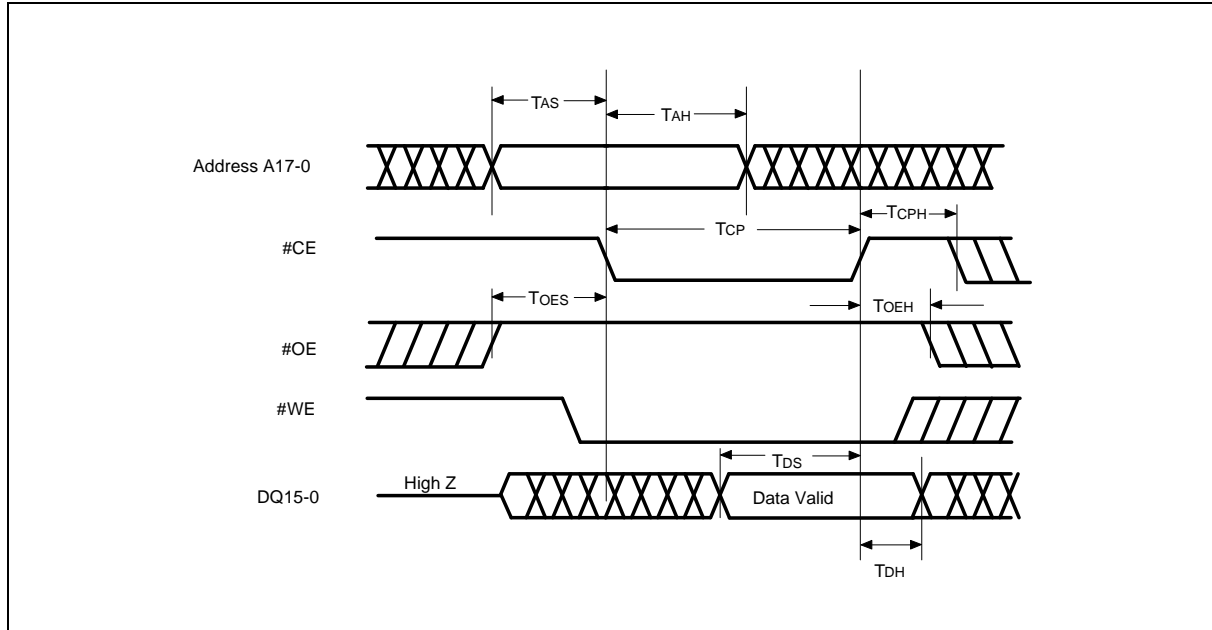 TAS
TAH
Address A17-0
TCPH
TCP
#CE
TOES
TOEH
#OE
#WE
TDS
High Z
Data Valid
DQ15-0
TDH